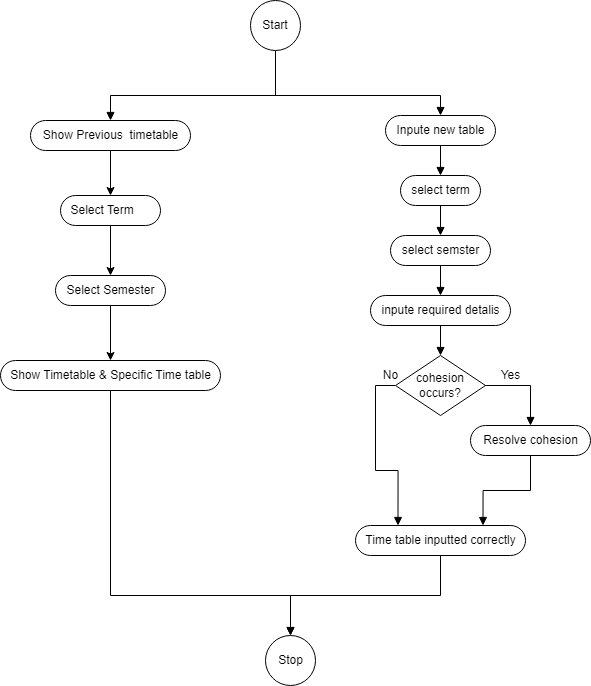 Start
Show Previous  timetable
Inpute new table
Select Term
select term
select semster
Select Semester
inpute required detalis
Show Timetable & Specific Time table
No
cohesion
occurs?
Yes
Resolve cohesion
Time table inputted correctly
Stop